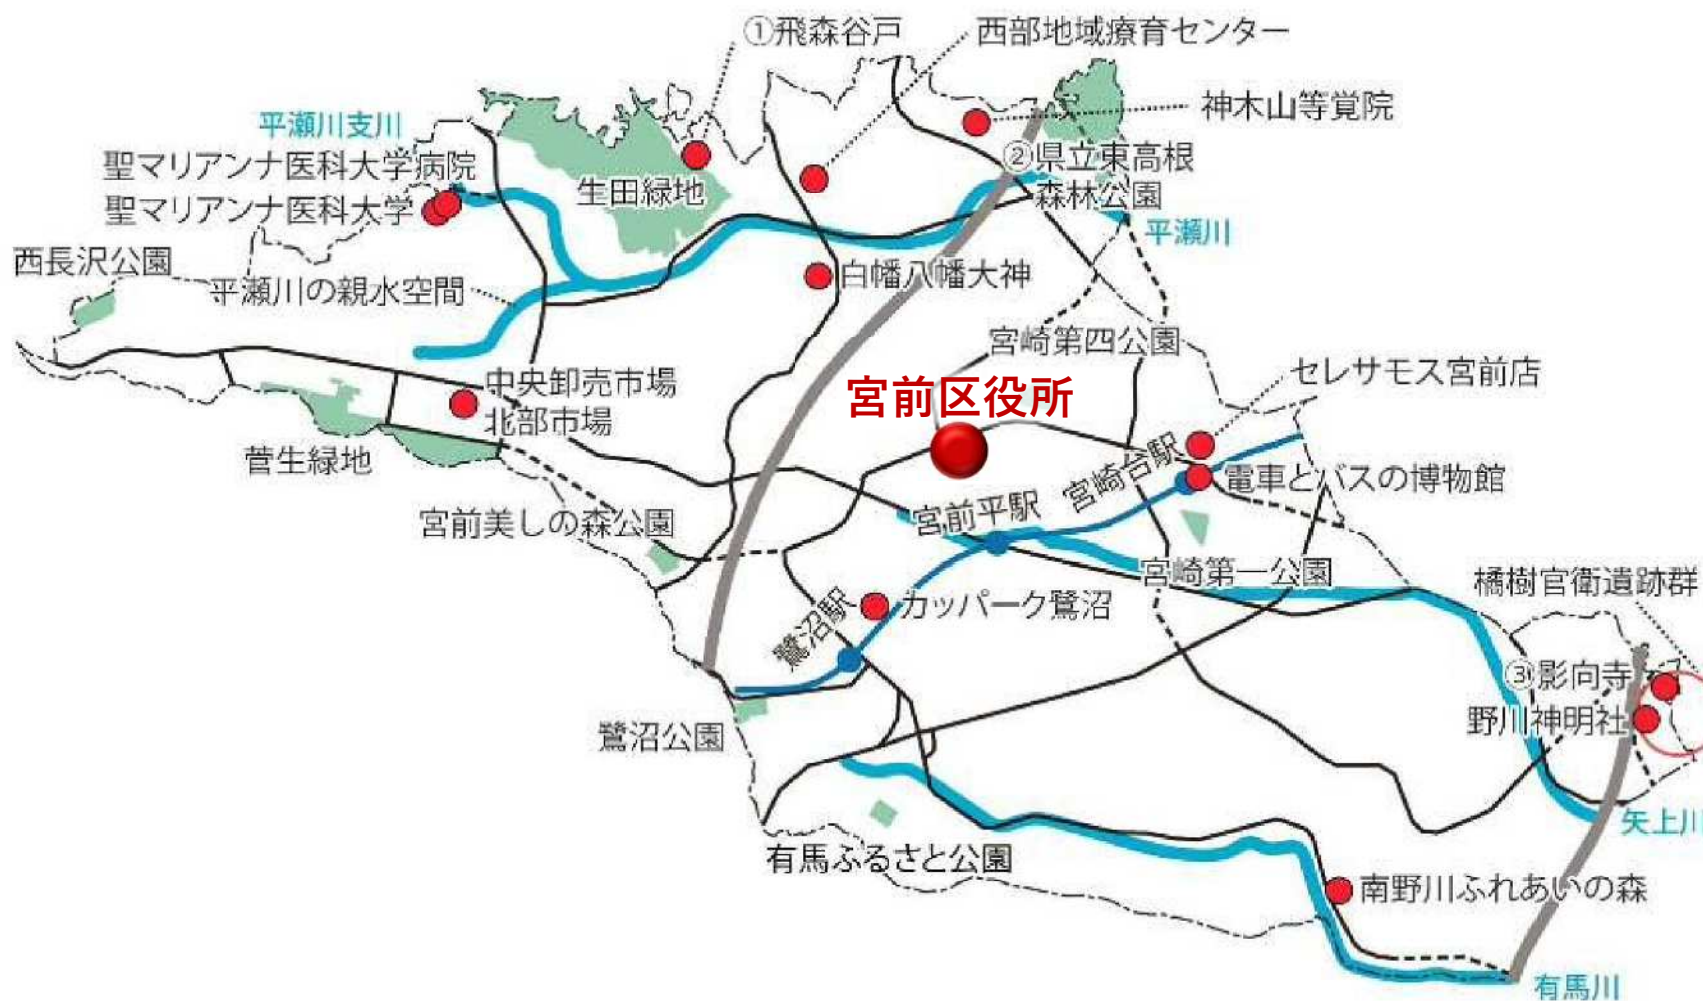 ①飛森谷戸
西部地域療育センター
神木山等覚院
平瀬川支川
聖マリアンナ医科大学病院
聖マリアンナ医科大学
生田緑地
②県立東高根
森林公園
平瀬川
西長沢公園
平瀬川の親水空間
白幡八幡大神
宮崎第四公園
セレサモス宮前店
宮前区役所
中央卸売市場
北部市場
菅生緑地
宮崎台駅
電車とバスの博物館
宮前美しの森公園
宮前平駅
宮崎第一公園
橘樹官衙遺跡群
鷺沼駅
カッパーク鷺沼
③影向寺
野川神明社
鷺沼公園
矢上川
有馬ふるさと公園
南野川ふれあいの森
有馬川